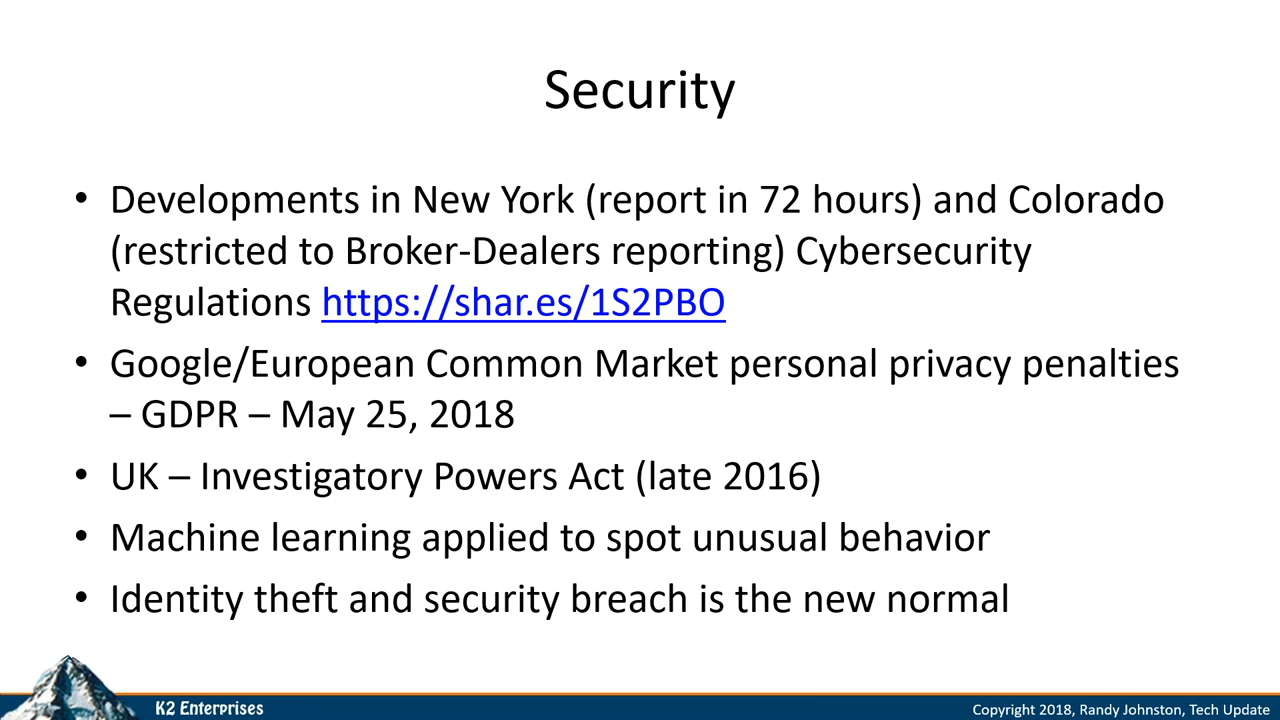 Security
• Developments in New York (report in 72 hours) and Colorado
(restricted to Broker-Dealers reporting) Cybersecurity
Regulations https://shar.es/1S2PBO
• Google/European Common Market personal privacy penalties
– GDPR – May 25, 2018
• UK – Investigatory Powers Act (late 2016)
• Machine learning applied to spot unusual behavior
• Identity theft and security breach is the new normal
K2 Enterprises
Copyright 2018, Randy Johnston, Tech Update